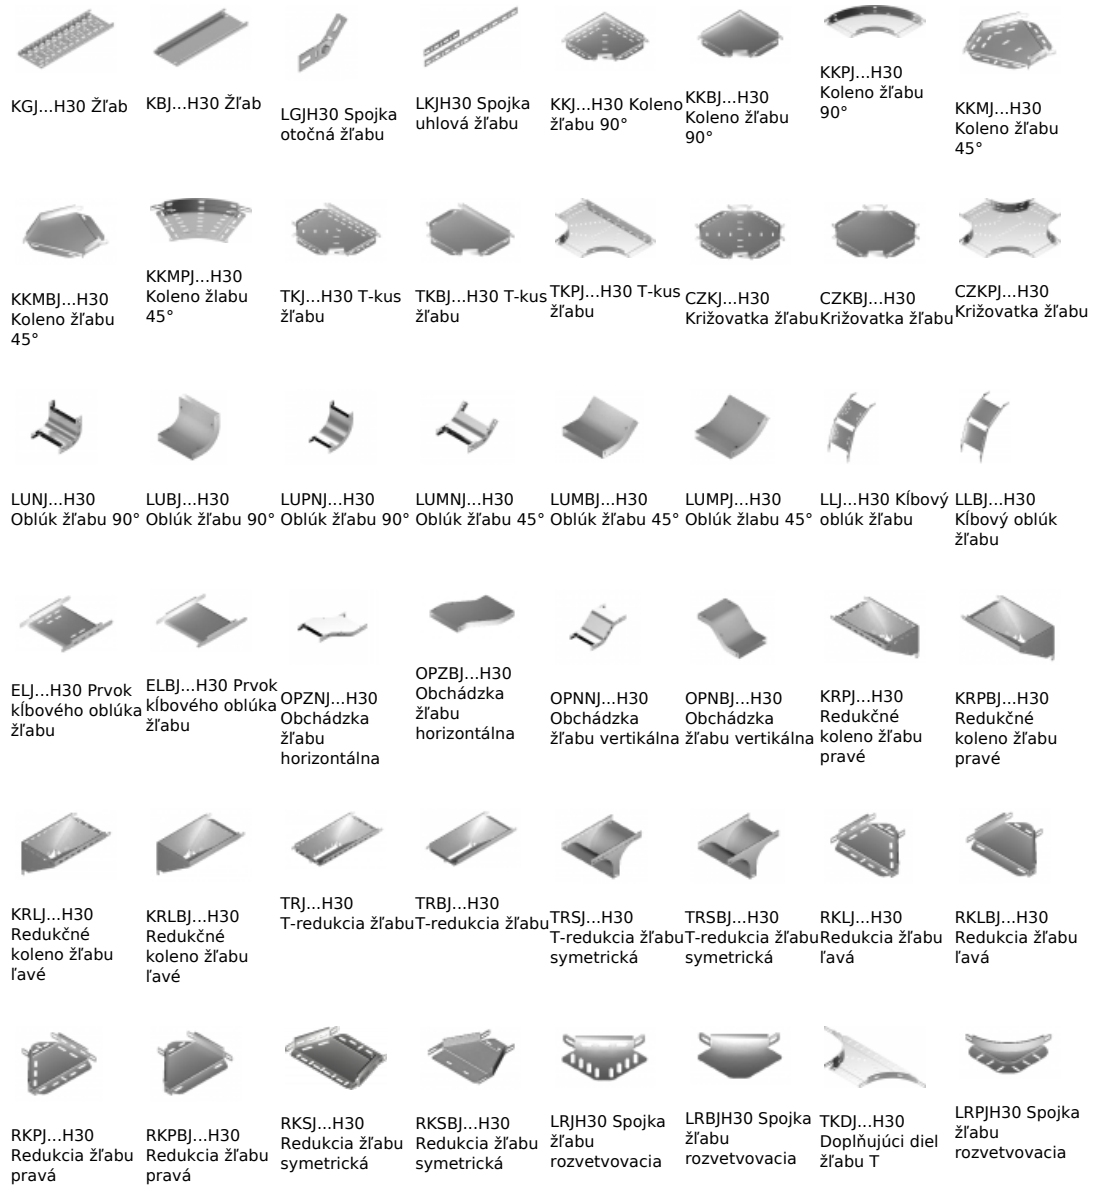 KGJ...H30 Žľab
KBJ...H30 Žľab
LGJH30 Spojka
otočná žľabu
LKJH30 Spojka
uhlová žľabu
KKJ...H30 Koleno
žľabu 90°
KKBJ...H30
Koleno žľabu
90°
KKPJ...H30
Koleno žľabu
90°
KKMJ...H30
Koleno žľabu
45°
KKMBJ...H30
Koleno žľabu
45°
KKMPJ...H30
Koleno žlabu
45°
TKJ...H30 T-kus
žľabu
TKBJ...H30 T-kus
žľabu
TKPJ...H30 T-kus
žľabu
CZKJ...H30
Križovatka žľabu
CZKBJ...H30
Križovatka žľabu
CZKPJ...H30
Križovatka žľabu
LUNJ...H30
Oblúk žľabu 90°
LUBJ...H30
Oblúk žľabu 90°
LUPNJ...H30
Oblúk žľabu 90°
LUMNJ...H30
Oblúk žľabu 45°
LUMBJ...H30
Oblúk žľabu 45°
LUMPJ...H30
Oblúk žlabu 45°
LLJ...H30 Kĺbový
oblúk žľabu
LLBJ...H30
Kĺbový oblúk
žľabu
ELJ...H30 Prvok
kĺbového oblúka
žľabu
ELBJ...H30 Prvok
kĺbového oblúka
žľabu
OPZNJ...H30
Obchádzka
žľabu
horizontálna
OPZBJ...H30
Obchádzka
žľabu
horizontálna
OPNNJ...H30
Obchádzka
žľabu vertikálna
OPNBJ...H30
Obchádzka
žľabu vertikálna
KRPJ...H30
Redukčné
koleno žľabu
pravé
KRPBJ...H30
Redukčné
koleno žľabu
pravé
KRLJ...H30
Redukčné
koleno žľabu
ľavé
KRLBJ...H30
Redukčné
koleno žľabu
ľavé
TRJ...H30
T-redukcia žľabu
TRBJ...H30
T-redukcia žľabu
TRSJ...H30
T-redukcia žľabu
symetrická
TRSBJ...H30
T-redukcia žľabu
symetrická
RKLJ...H30
Redukcia žľabu
ľavá
RKLBJ...H30
Redukcia žľabu
ľavá
RKPJ...H30
Redukcia žľabu
pravá
RKPBJ...H30
Redukcia žľabu
pravá
RKSJ...H30
Redukcia žľabu
symetrická
RKSBJ...H30
Redukcia žľabu
symetrická
LRJH30 Spojka
žľabu
rozvetvovacia
LRBJH30 Spojka
žľabu
rozvetvovacia
TKDJ...H30
Doplňujúci diel
žľabu T
LRPJH30 Spojka
žľabu
rozvetvovacia